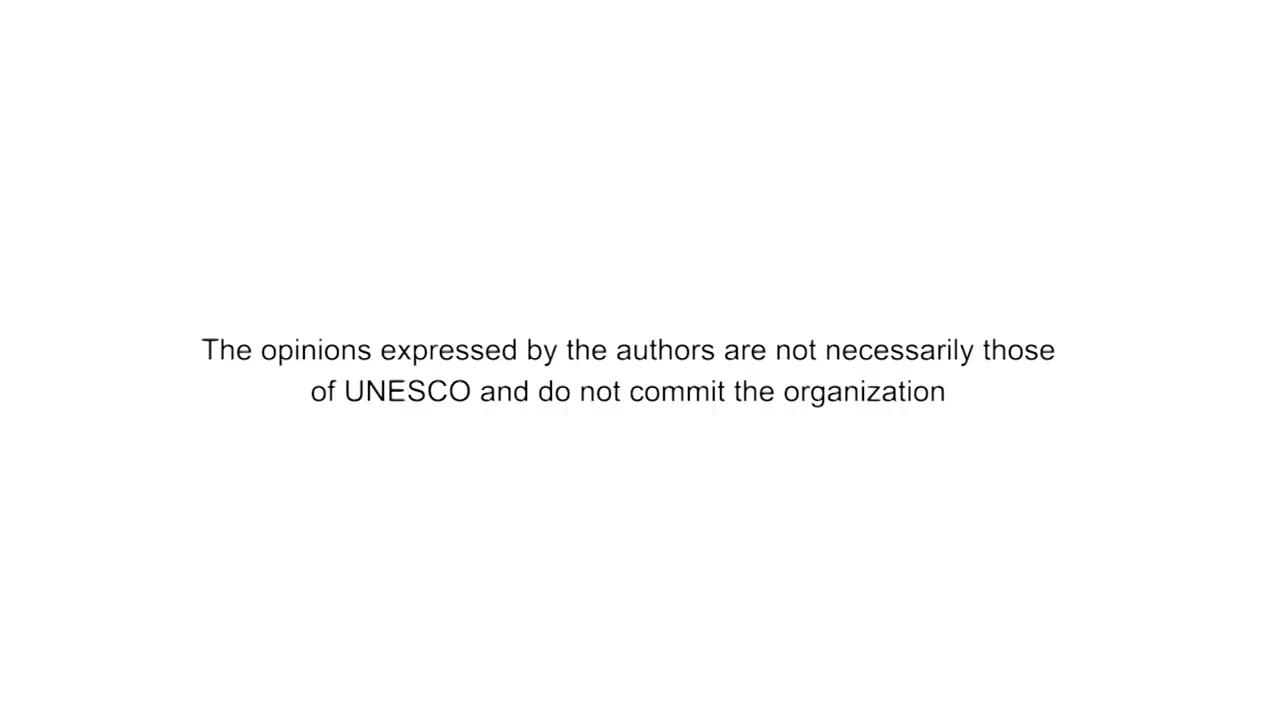 The opinions expressed by the authors are not necessarily those
of UNESCO and do not commit the organization